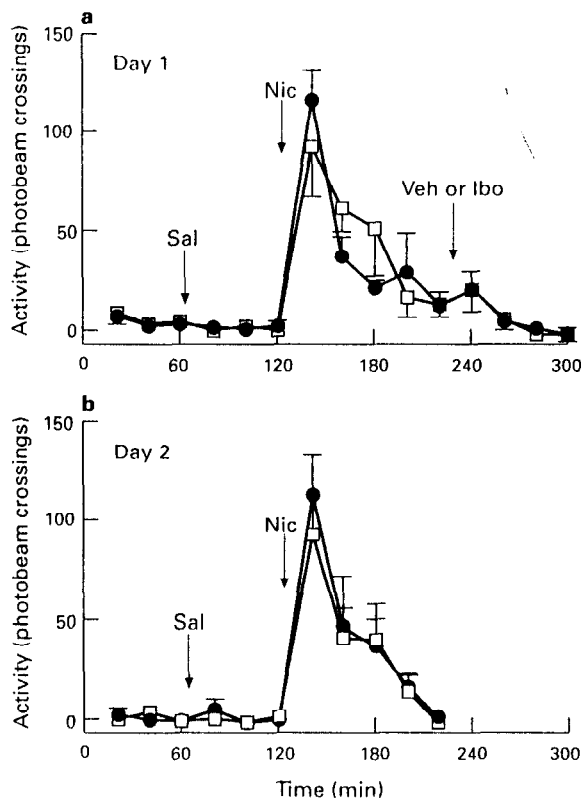 a
150
Day 1
Nic
100
Activity (photobeam crossings)
Veh or Ibo
50
Sal
0
0 60 120 180 240 300
b
150
Day 2
100
Nic
Activity (photobeam crossings)
50
Sal
0
0 60 120 180 240 300
Time (min)